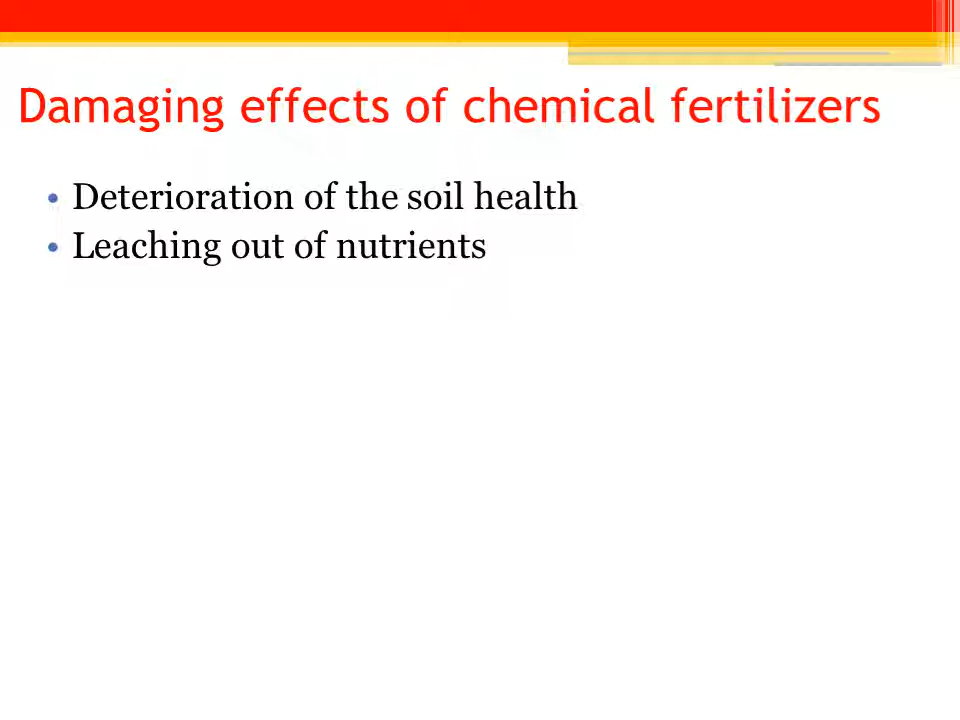 Damaging effects of chemical fertilizers
• Deterioration of the soil health
• Leaching out of nutrients